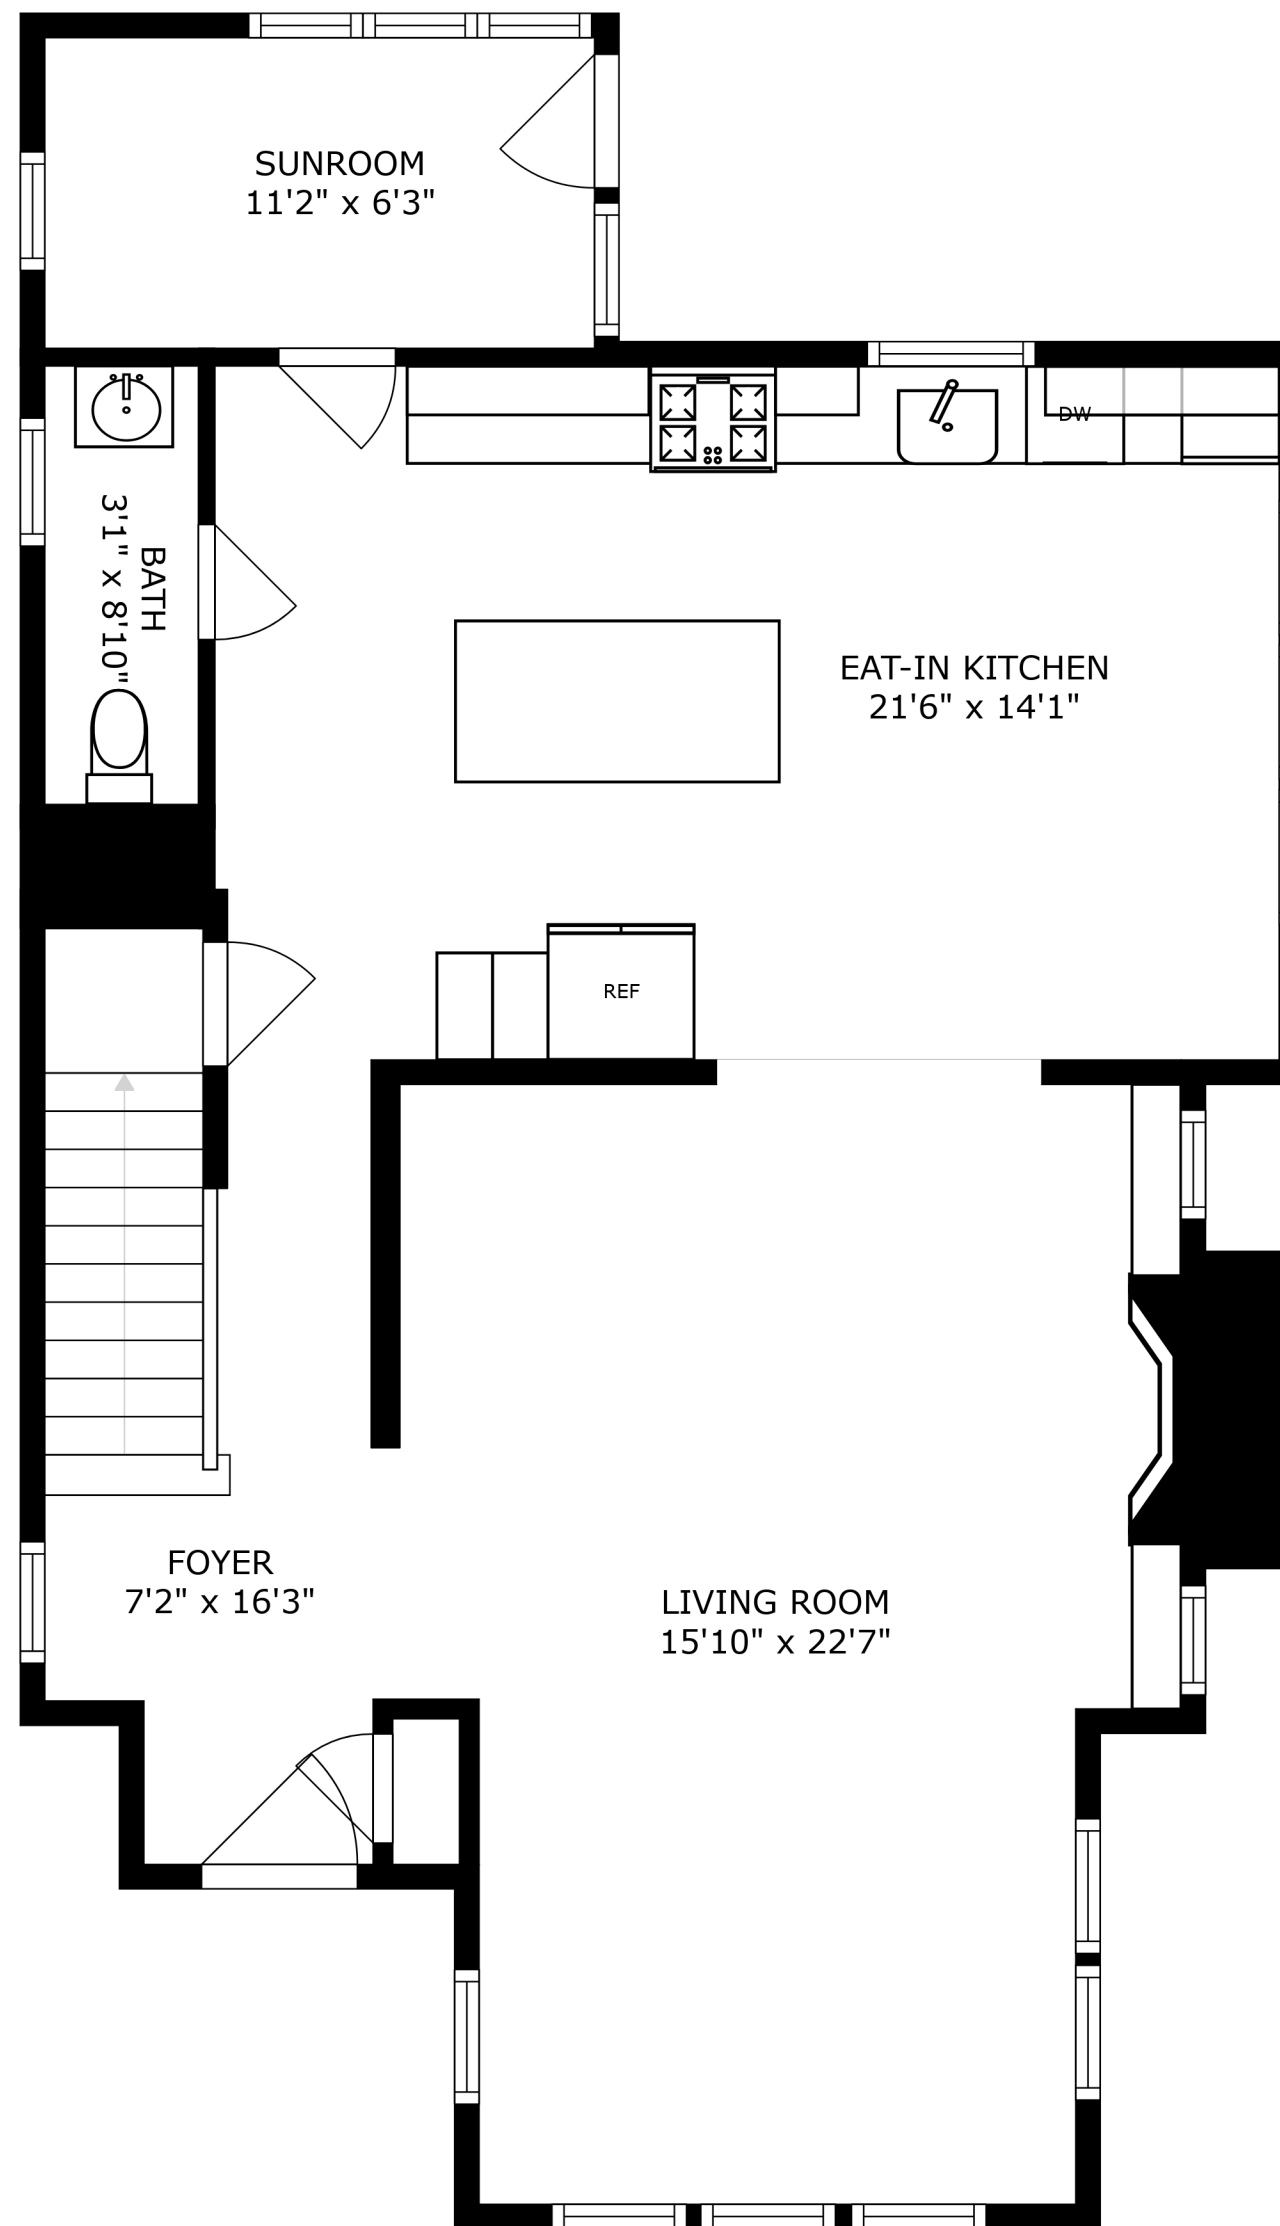 SUNROOM
11'2" x 6'3"
DW
BATH
3'1" x 8'10"
EAT-IN KITCHEN
21'6" x 14'1"
REF
FOYER
7'2" x 16'3"
LIVING ROOM
15'10" x 22'7"